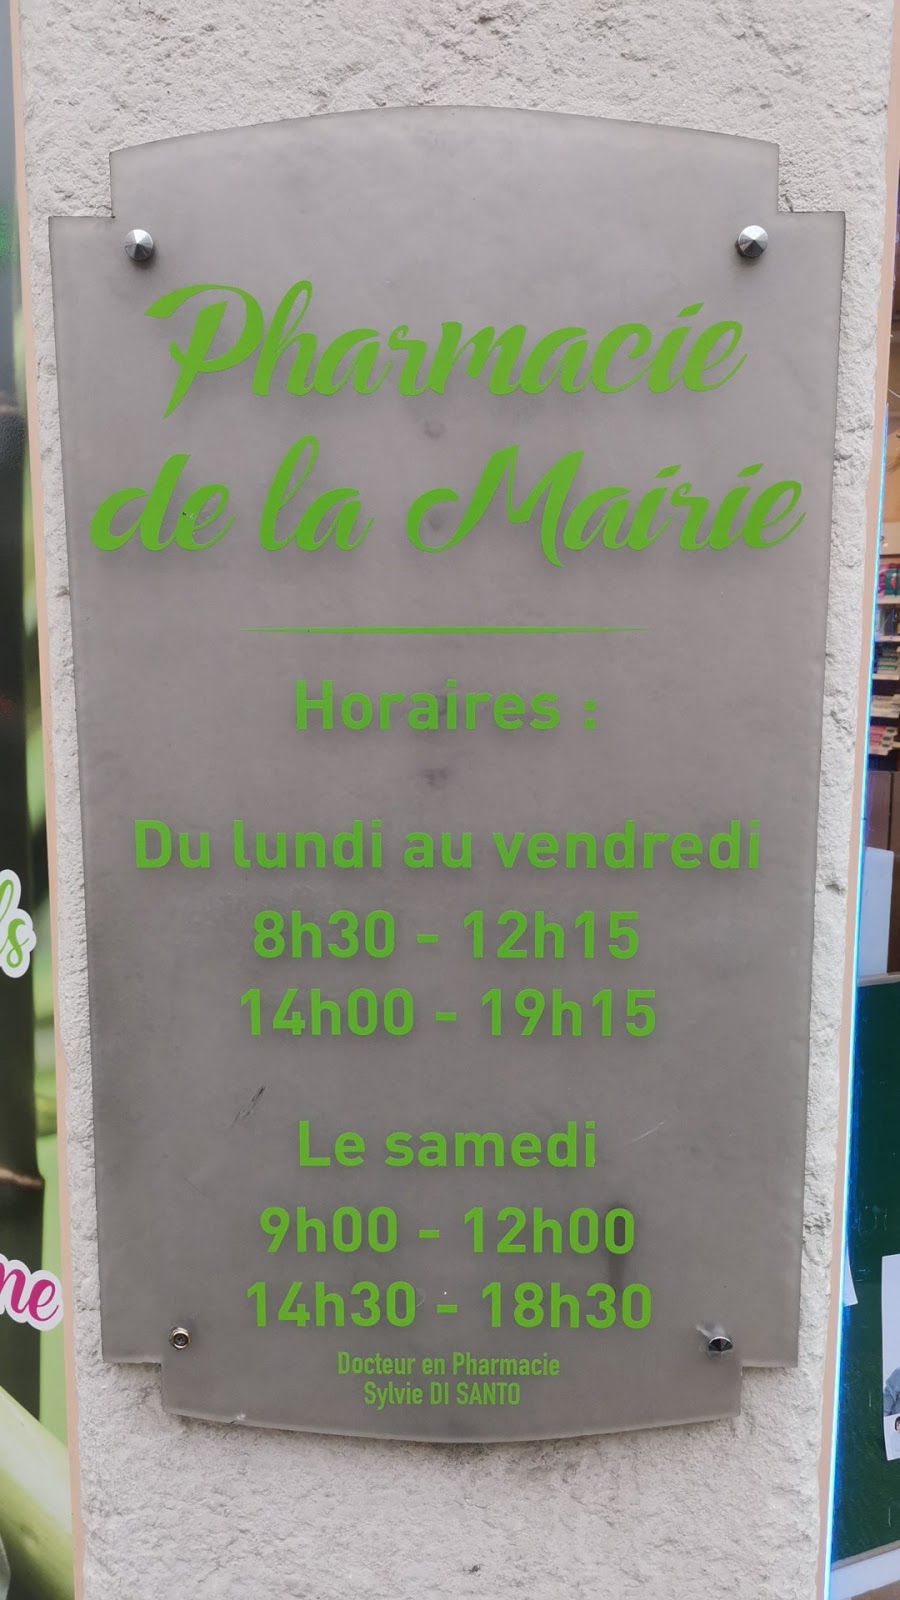 Pharmacie
de la Mairie
Horaires :
Du lundi au vendredi
8h30 - 12h15
14h00 - 19h15
Le samedi
9h00 - 12h00
14h30 - 18h30
Docteur en Pharmacie
Sylvie DI SANTO